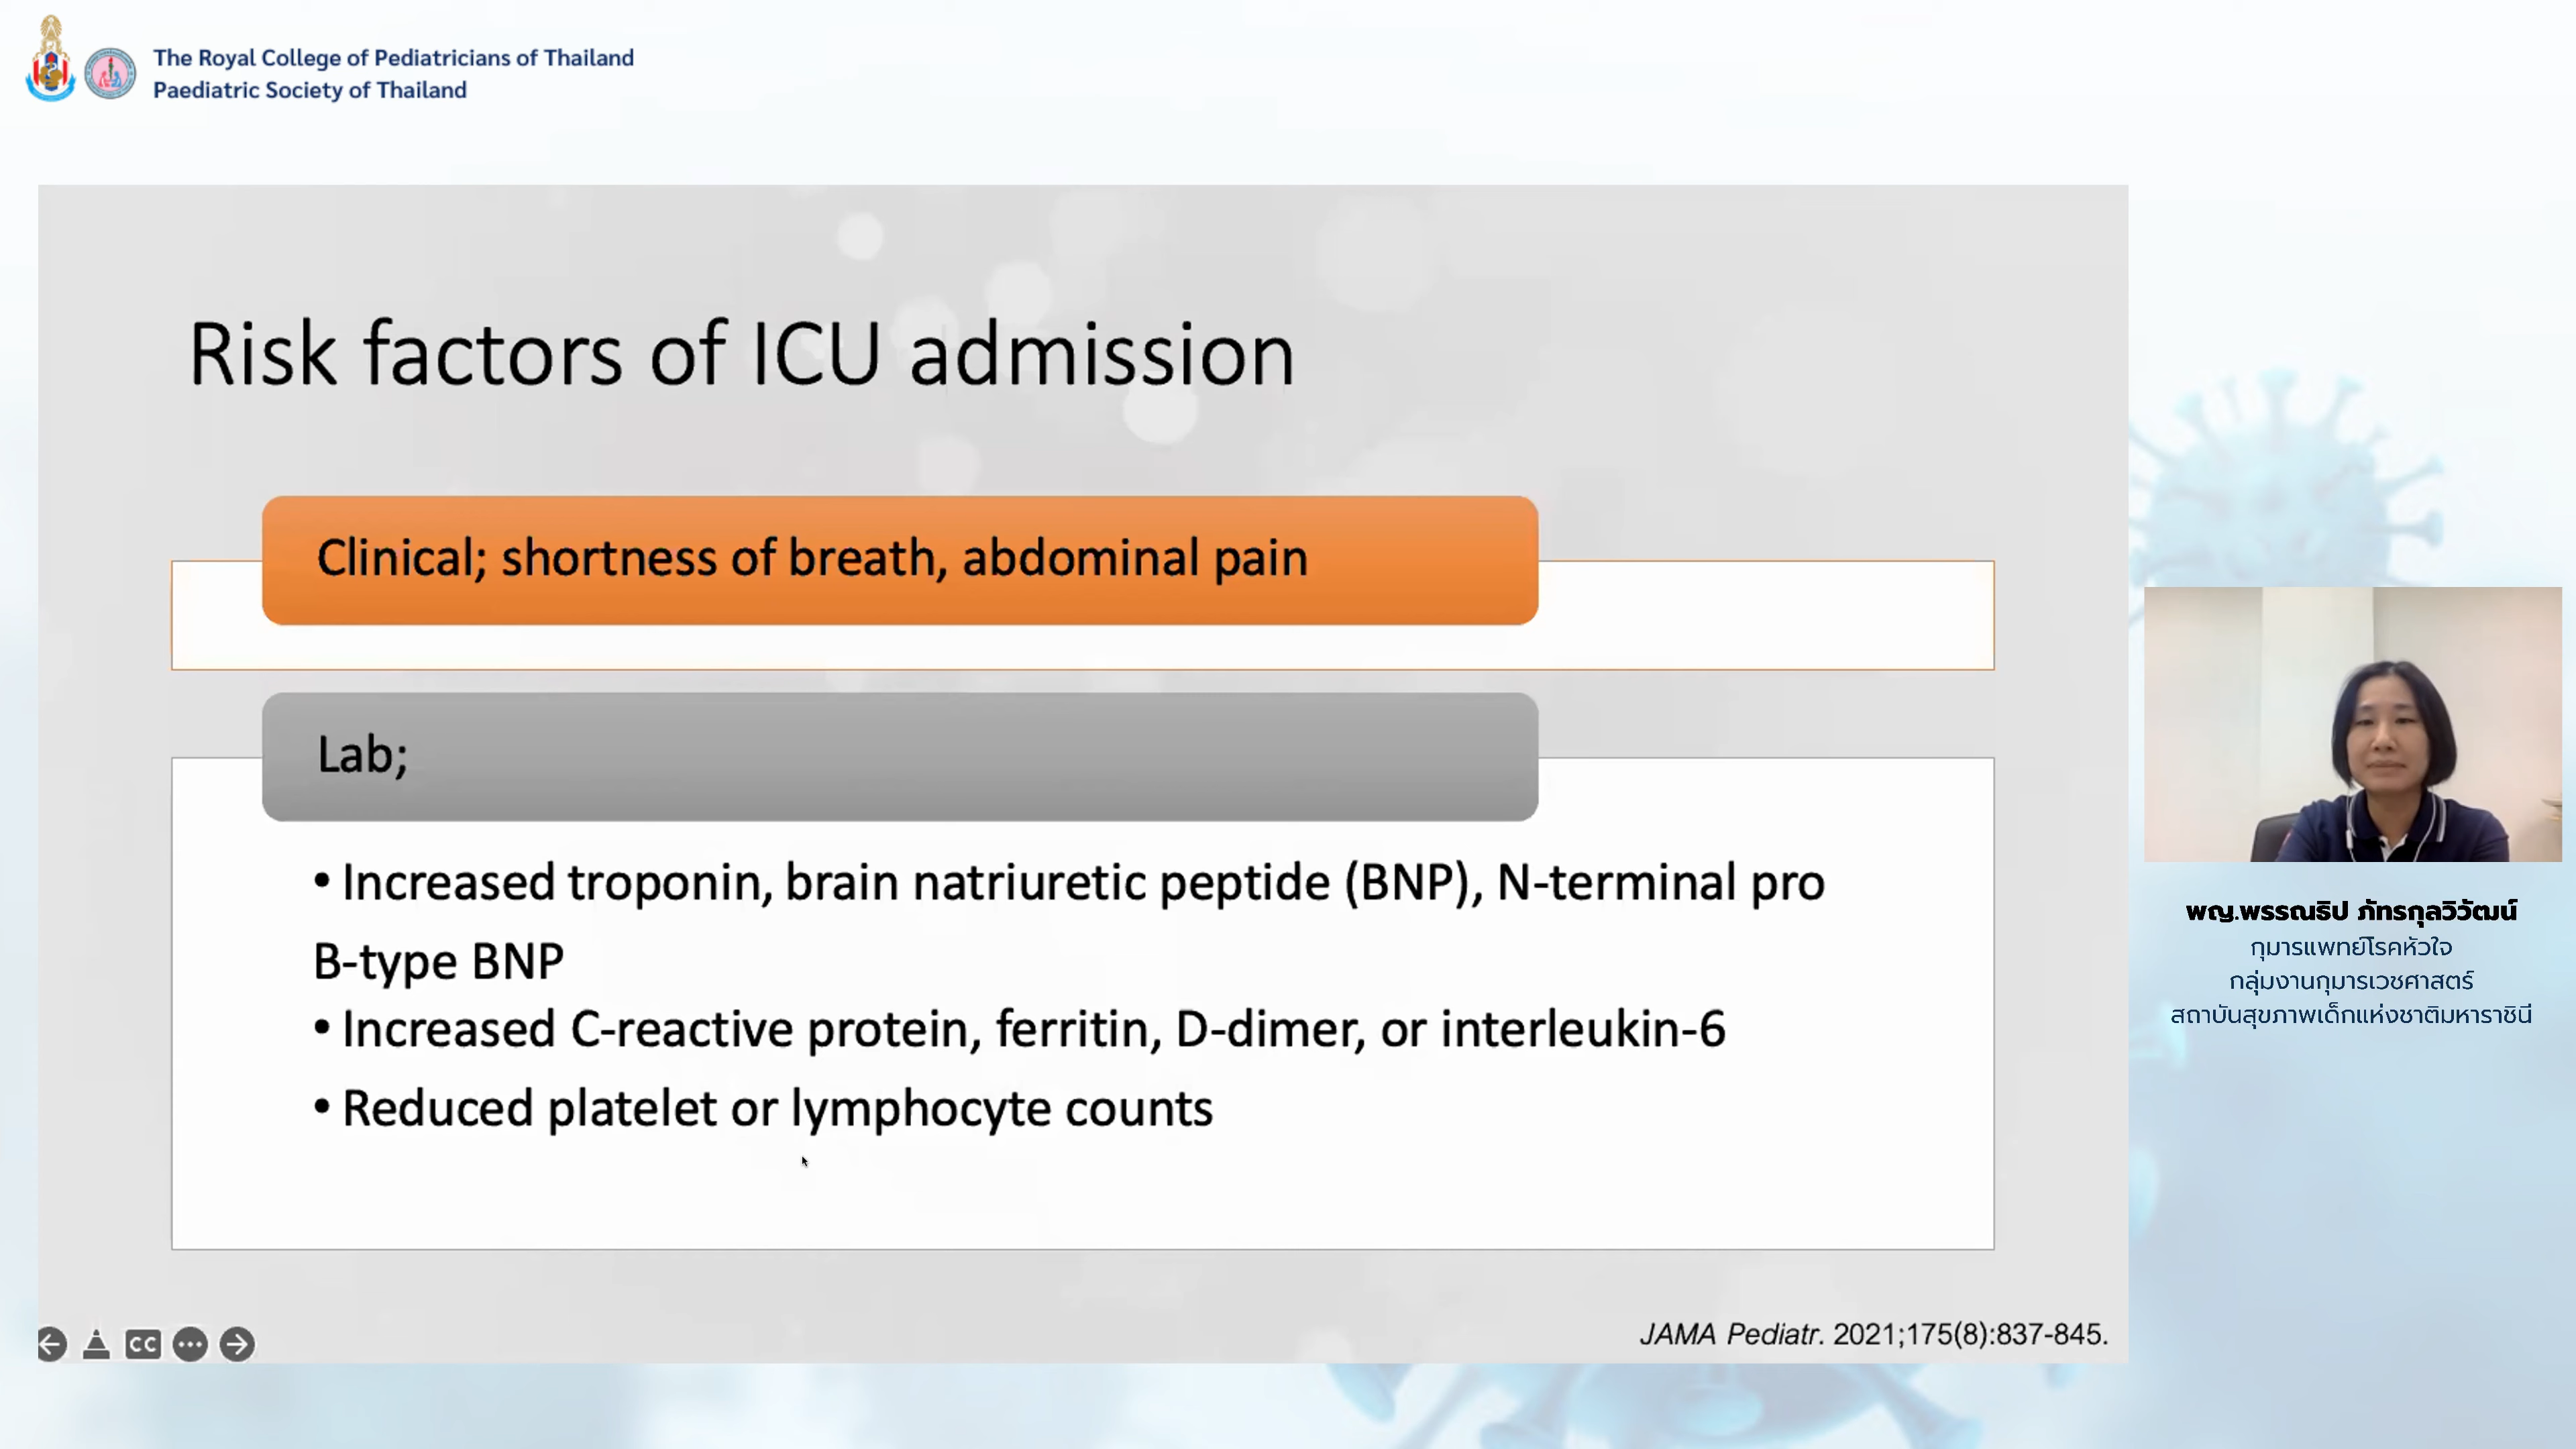 The Royal College of Pediatricians of Thailand
Paediatric Society of Thailand
Risk factors of ICU admission
Clinical; shortness of breath, abdominal pain
Lab;
• Increased troponin, brain natriuretic peptide (BNP), N-terminal pro
B-type BNP
• Increased C-reactive protein, ferritin, D-dimer, or interleukin-6
• Reduced platelet or lymphocyte counts
CC
JAMA Pediatr. 2021;175(8):837-845.
พญ.พรรณธิป ภัทรกุลวิวัฒน์
กุมารแพทย์โรคหัวใจ
กลุ่มงานกุมารเวชศาสตร์
สถาบันสุขภาพเด็กแห่งชาติมหาราชินี